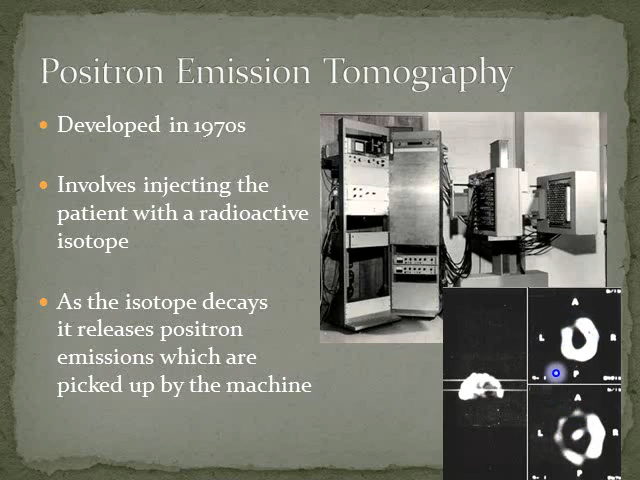 Positron Emission Tomography
Developed in 1970s
Involves injecting the
patient with a radioactive
isotope
As the isotope decays
it releases positron
emissions which are
picked up by the machine
A
L R
P
A
L R
P